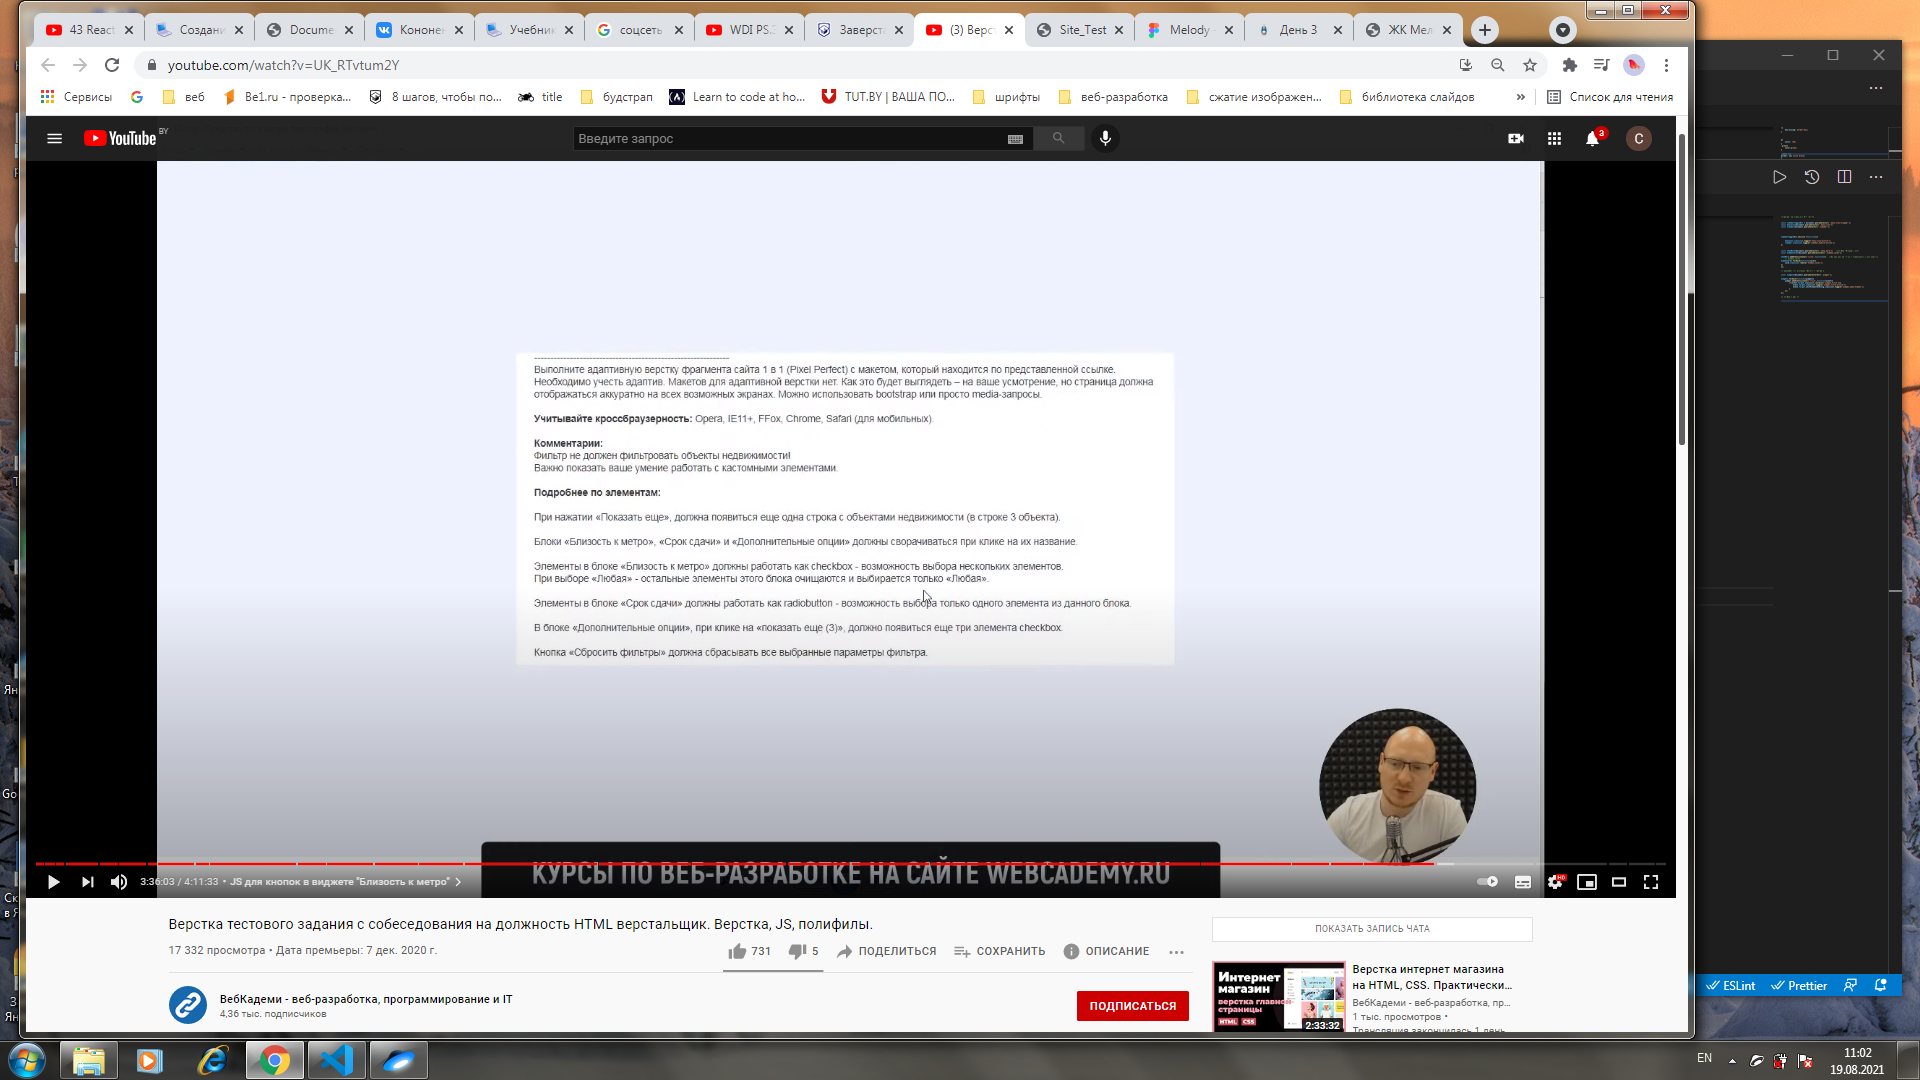 43 React
Создани
Docume
Кононен
Учебник
соцсеть
WDI PS.
Заверста
(3) Верс
Site_Test
Melody
День 3
ЖК Мел
youtube.com/watch?v=UK_RTvtum2Y
Сервисы
веб
Be1.ru - проверка...
8 шагов, чтобы по...
title
будстрап
Learn to code at ho...
TUT.BY | ВАША ПО...
шрифты
веб-разработка
сжатие изображен...
библиотека слайдов
»
Список для чтения
YouTube BY
Введите запрос
3
C
Выполните адаптивную верстку фрагмента сайта 1 в 1 (Pixel Perfect) с макетом, который находится по представленной ссылке.
Необходимо учесть адаптив. Макетов для адаптивной верстки нет. Как это будет выглядеть – на ваше усмотрение, но страница должна
отображаться аккуратно на всех возможных экранах. Можно использовать bootstrap или просто media-запросы.
Учитывайте кроссбраузерность: Opera, IE11+, FFox, Chrome, Safari (для мобильных).
Комментарии:
Фильтр не должен фильтровать объекты недвижимости!
Важно показать ваше умение работать с кастомными элементами.
Подробнее по элементам:
При нажатии «Показать еще», должна появиться еще одна строка с объектами недвижимости (в строке 3 объекта).
Блоки «Близость к метро», «Срок сдачи» и «Дополнительные опции» должны сворачиваться при клике на их название.
Элементы в блоке «Близость к метро» должны работать как checkbox - возможность выбора нескольких элементов.
При выборе «Любая» - остальные элементы этого блока очищаются и выбирается только «Любая».
Элементы в блоке «Срок сдачи» должны работать как radiobutton - возможность выбора только одного элемента из данного блока.
В блоке «Дополнительные опции», при клике на «показать еще (3)», должно появиться еще три элемента checkbox.
Кнопка «Сбросить фильтры» должна сбрасывать все выбранные параметры фильтра.
КУРСЫ ПО ВЕБ-РАЗРАБОТКЕ НА САЙТЕ WEBCADEMY.RU
3:36:03 / 4:11:33 • JS для кнопок в виджете "Близость к метро"
HD
Верстка тестового задания с собеседования на должность HTML верстальщик. Верстка, JS, полифилы.
17 332 просмотра • Дата премьеры: 7 дек. 2020 г.
731
5
ПОДЕЛИТЬСЯ
СОХРАНИТЬ
ОПИСАНИЕ
ВебКадеми - веб-разработка, программирование и IT
4,36 тыс. подписчиков
ПОДПИСАТЬСЯ
ПОКАЗАТЬ ЗАПИСЬ ЧАТА
Интернет
магазин
верстка главной
страницы
HTML CSS
2:33:32
Верстка интернет магазина
на HTML, CSS. Практически...
ВебКадеми - веб-разработка, пр...
1 тыс. просмотров •
Трансляция закончилась 1 день
ESLint
Prettier
EN
11:02
19.08.2021